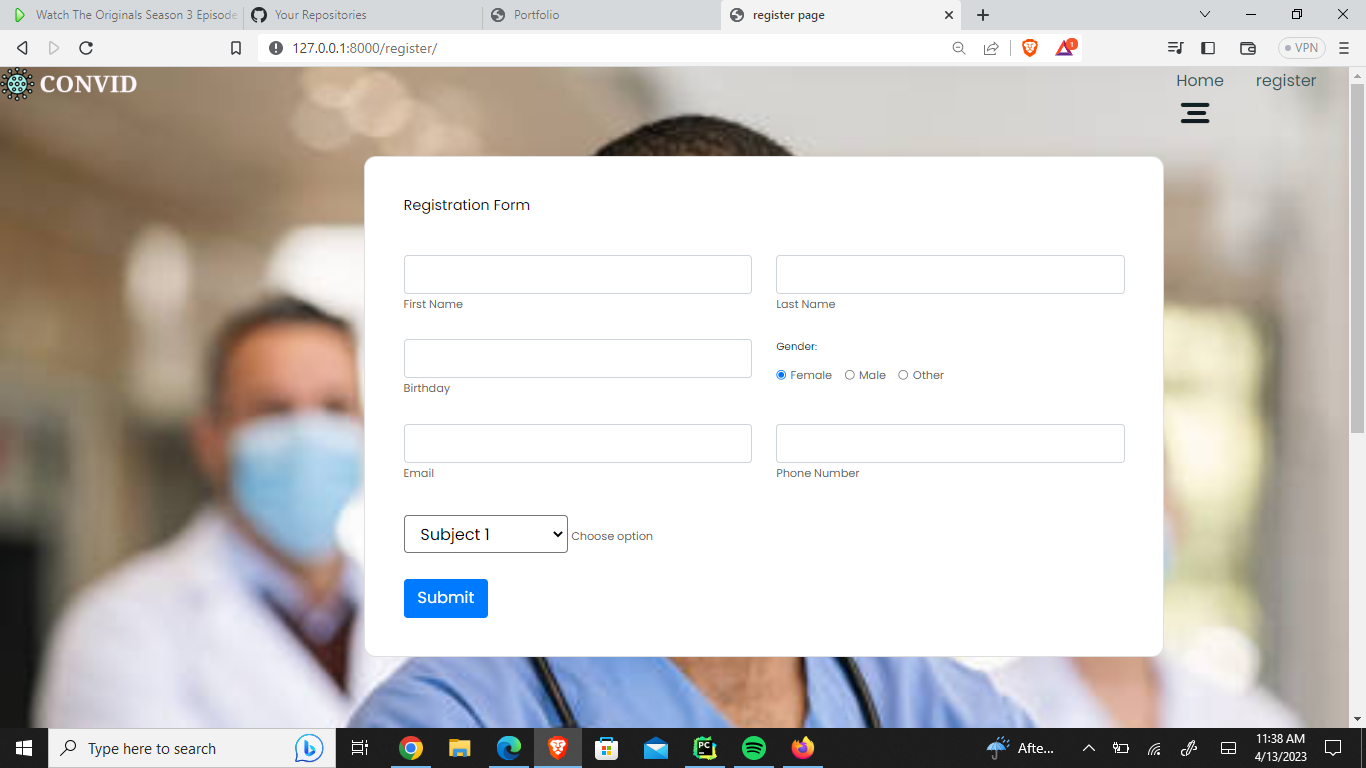 Watch The Originals Season 3 Episode
Your Repositories
Portfolio
register page
127.0.0.1:8000/register/
1
VPN
CONVID
Home
register
Registration Form
First Name
Last Name
Gender:
Female
Male
Other
Birthday
Email
Phone Number
Subject 1
Choose option
Submit
Type here to search
PC
Afte...
11:38 AM
4/13/2023